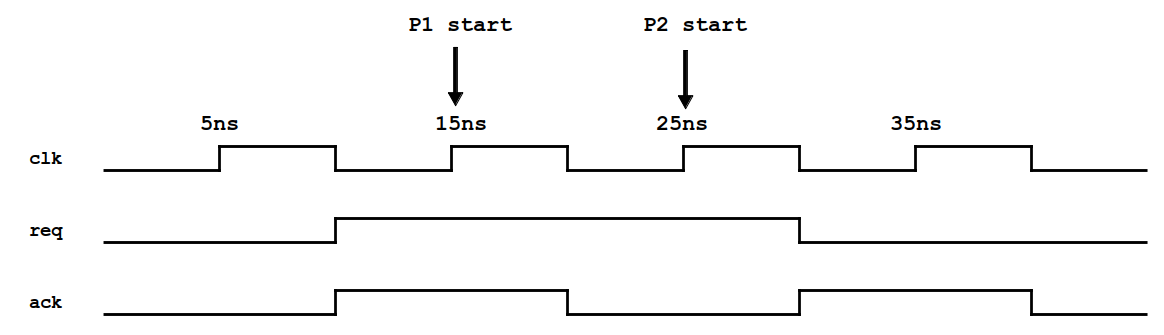 P1 start P2 start
5ns 15ns 25ns 35ns
clk
req
ack